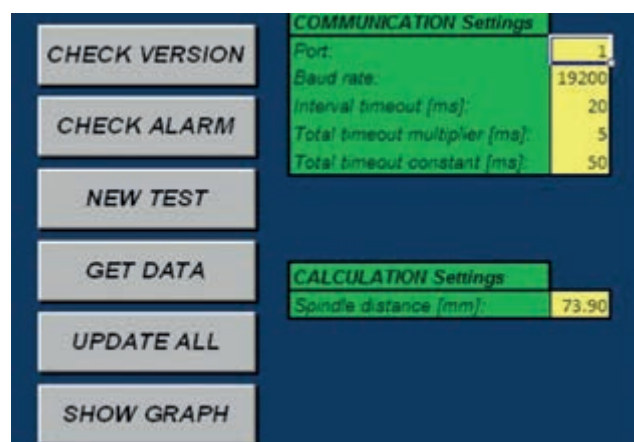 CHECK VERSION
CHECK ALARM
NEW TEST
GET DATA
UPDATE ALL
SHOW GRAPH
COMMUNICATION Settings
Port: 1
Baud rate: 19200
Interval timeout [ms]: 20
Total timeout multiplier [ms]: 5
Total timeout constant [ms]: 50
CALCULATION Settings
Spindle distance [mm]: 73.90